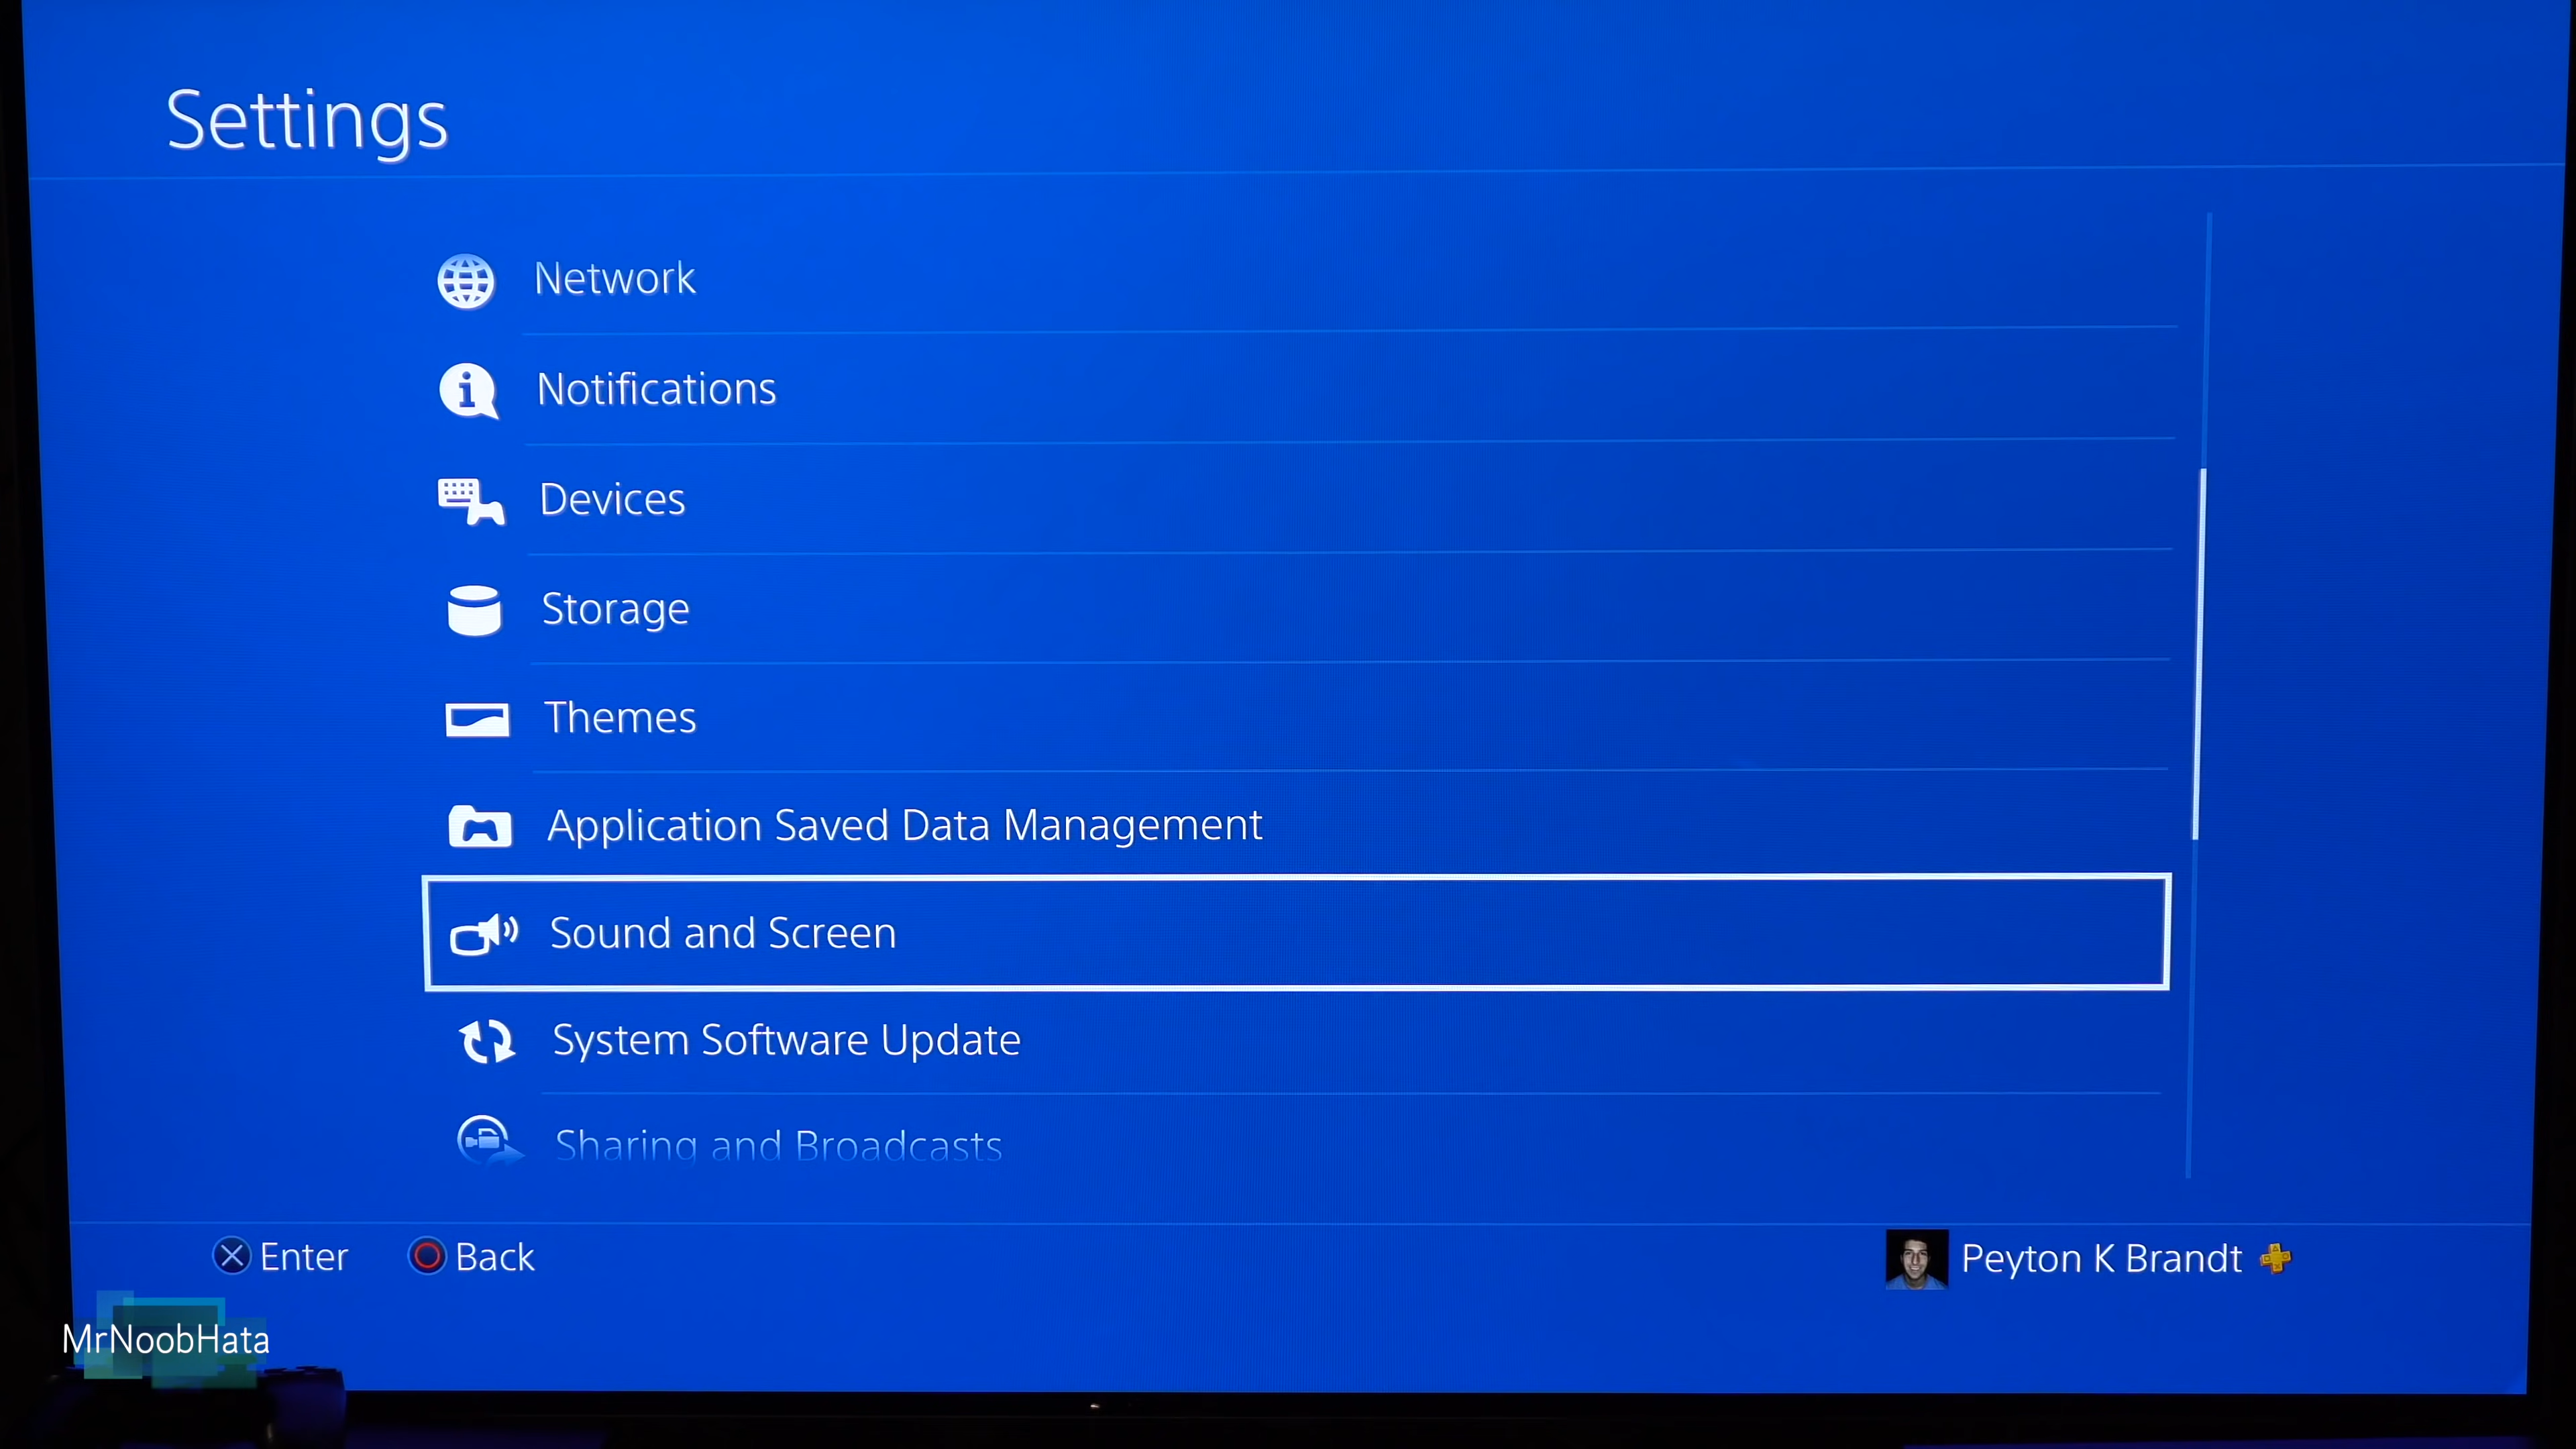 Settings
Network
Notifications
Devices
Storage
Themes
Application Saved Data Management
Sound and Screen
System Software Update
Sharing and Broadcasts
Enter Back
Peyton K Brandt
MrNoobHata